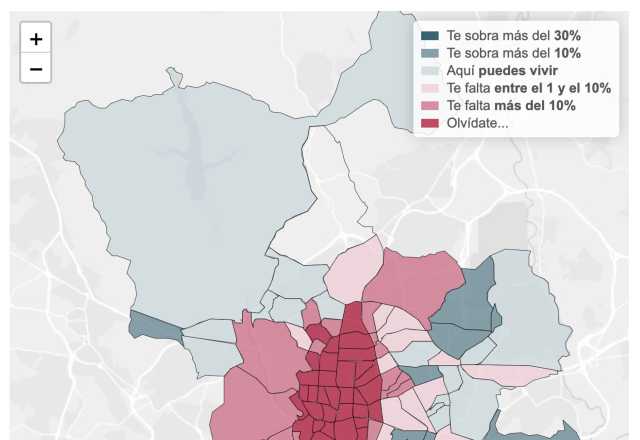 +
−
Te sobra más del 30%
Te sobra más del 10%
Aquí puedes vivir
Te falta entre el 1 y el 10%
Te falta más del 10%
Olvídate...